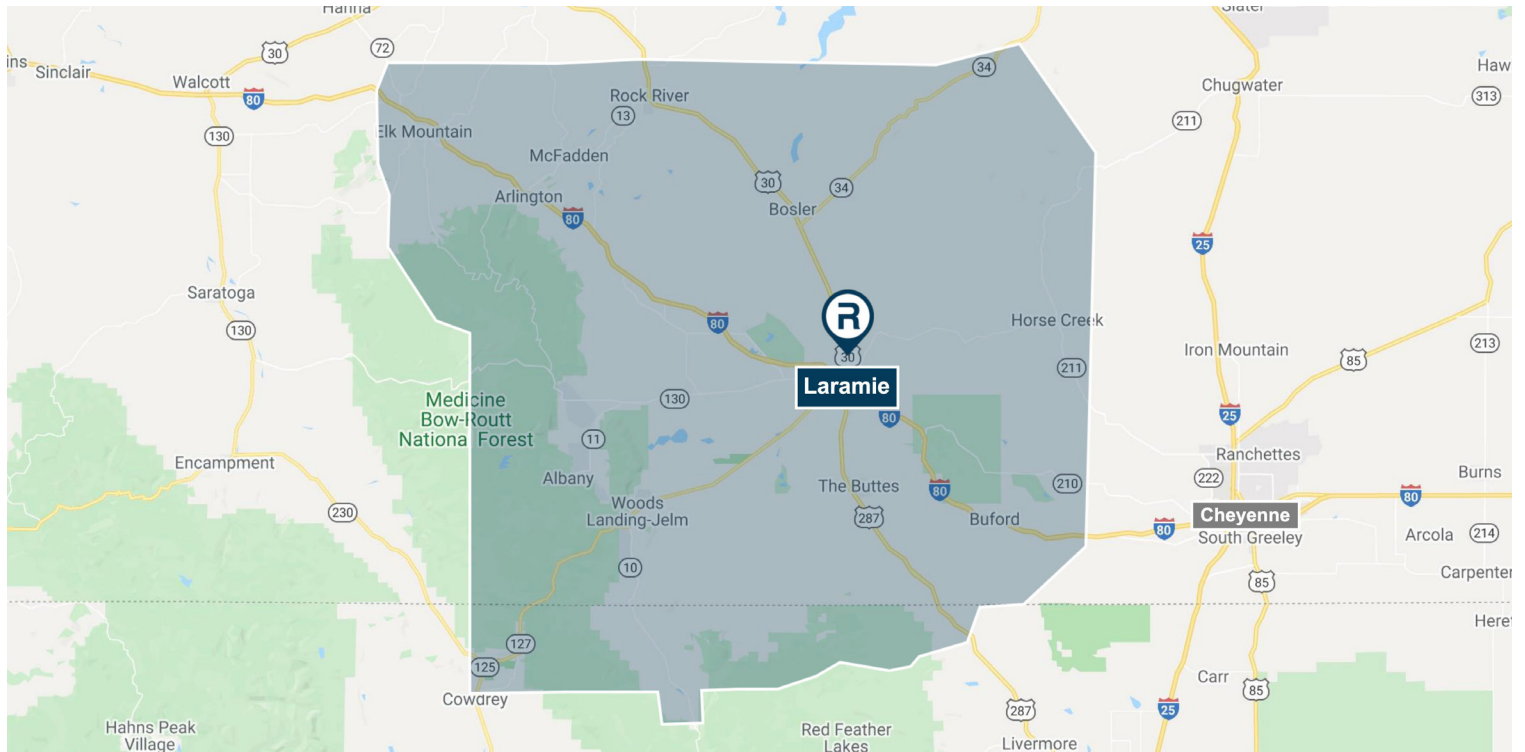 Hanna
Slater
30
72
ins
Sinclair
Walcott
80
34
Haw
Chugwater
313
Rock River
13
211
130
Elk Mountain
McFadden
30
34
Arlington
80
Bosler
25
Saratoga
130
80
R
Horse Creek
30
Laramie
211
Iron Mountain
85
213
Medicine
Bow-Routt
National Forest
130
80
25
11
Encampment
Albany
The Buttes
80
210
Ranchettes
222
Burns
80
Woods
Landing-Jelm
230
287
Buford
80
Cheyenne
South Greeley
Arcola
214
10
85
Carpenter
Heref
127
125
Cowdrey
Carr
85
25
287
Hahns Peak
Village
Red Feather
Lakes
Livermore